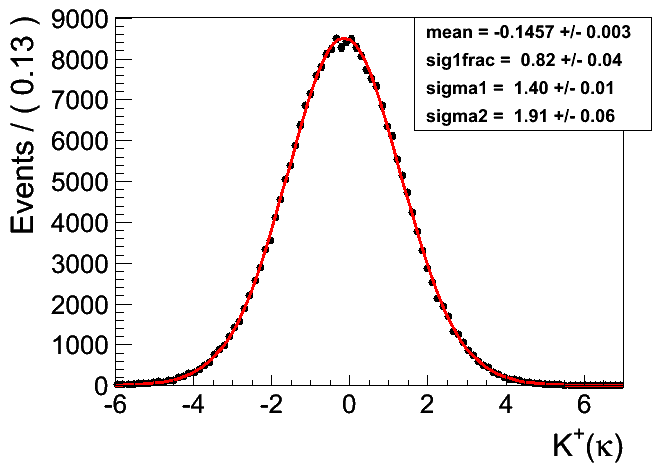 mean = -0.1457 +/- 0.003
sig1frac = 0.82 +/- 0.04
sigma1 = 1.40 +/- 0.01
sigma2 = 1.91 +/- 0.06
Events / ( 0.13 )
9000
8000
7000
6000
5000
4000
3000
2000
1000
0
-6 -4 -2 0 2 4 6
K⁺(κ)